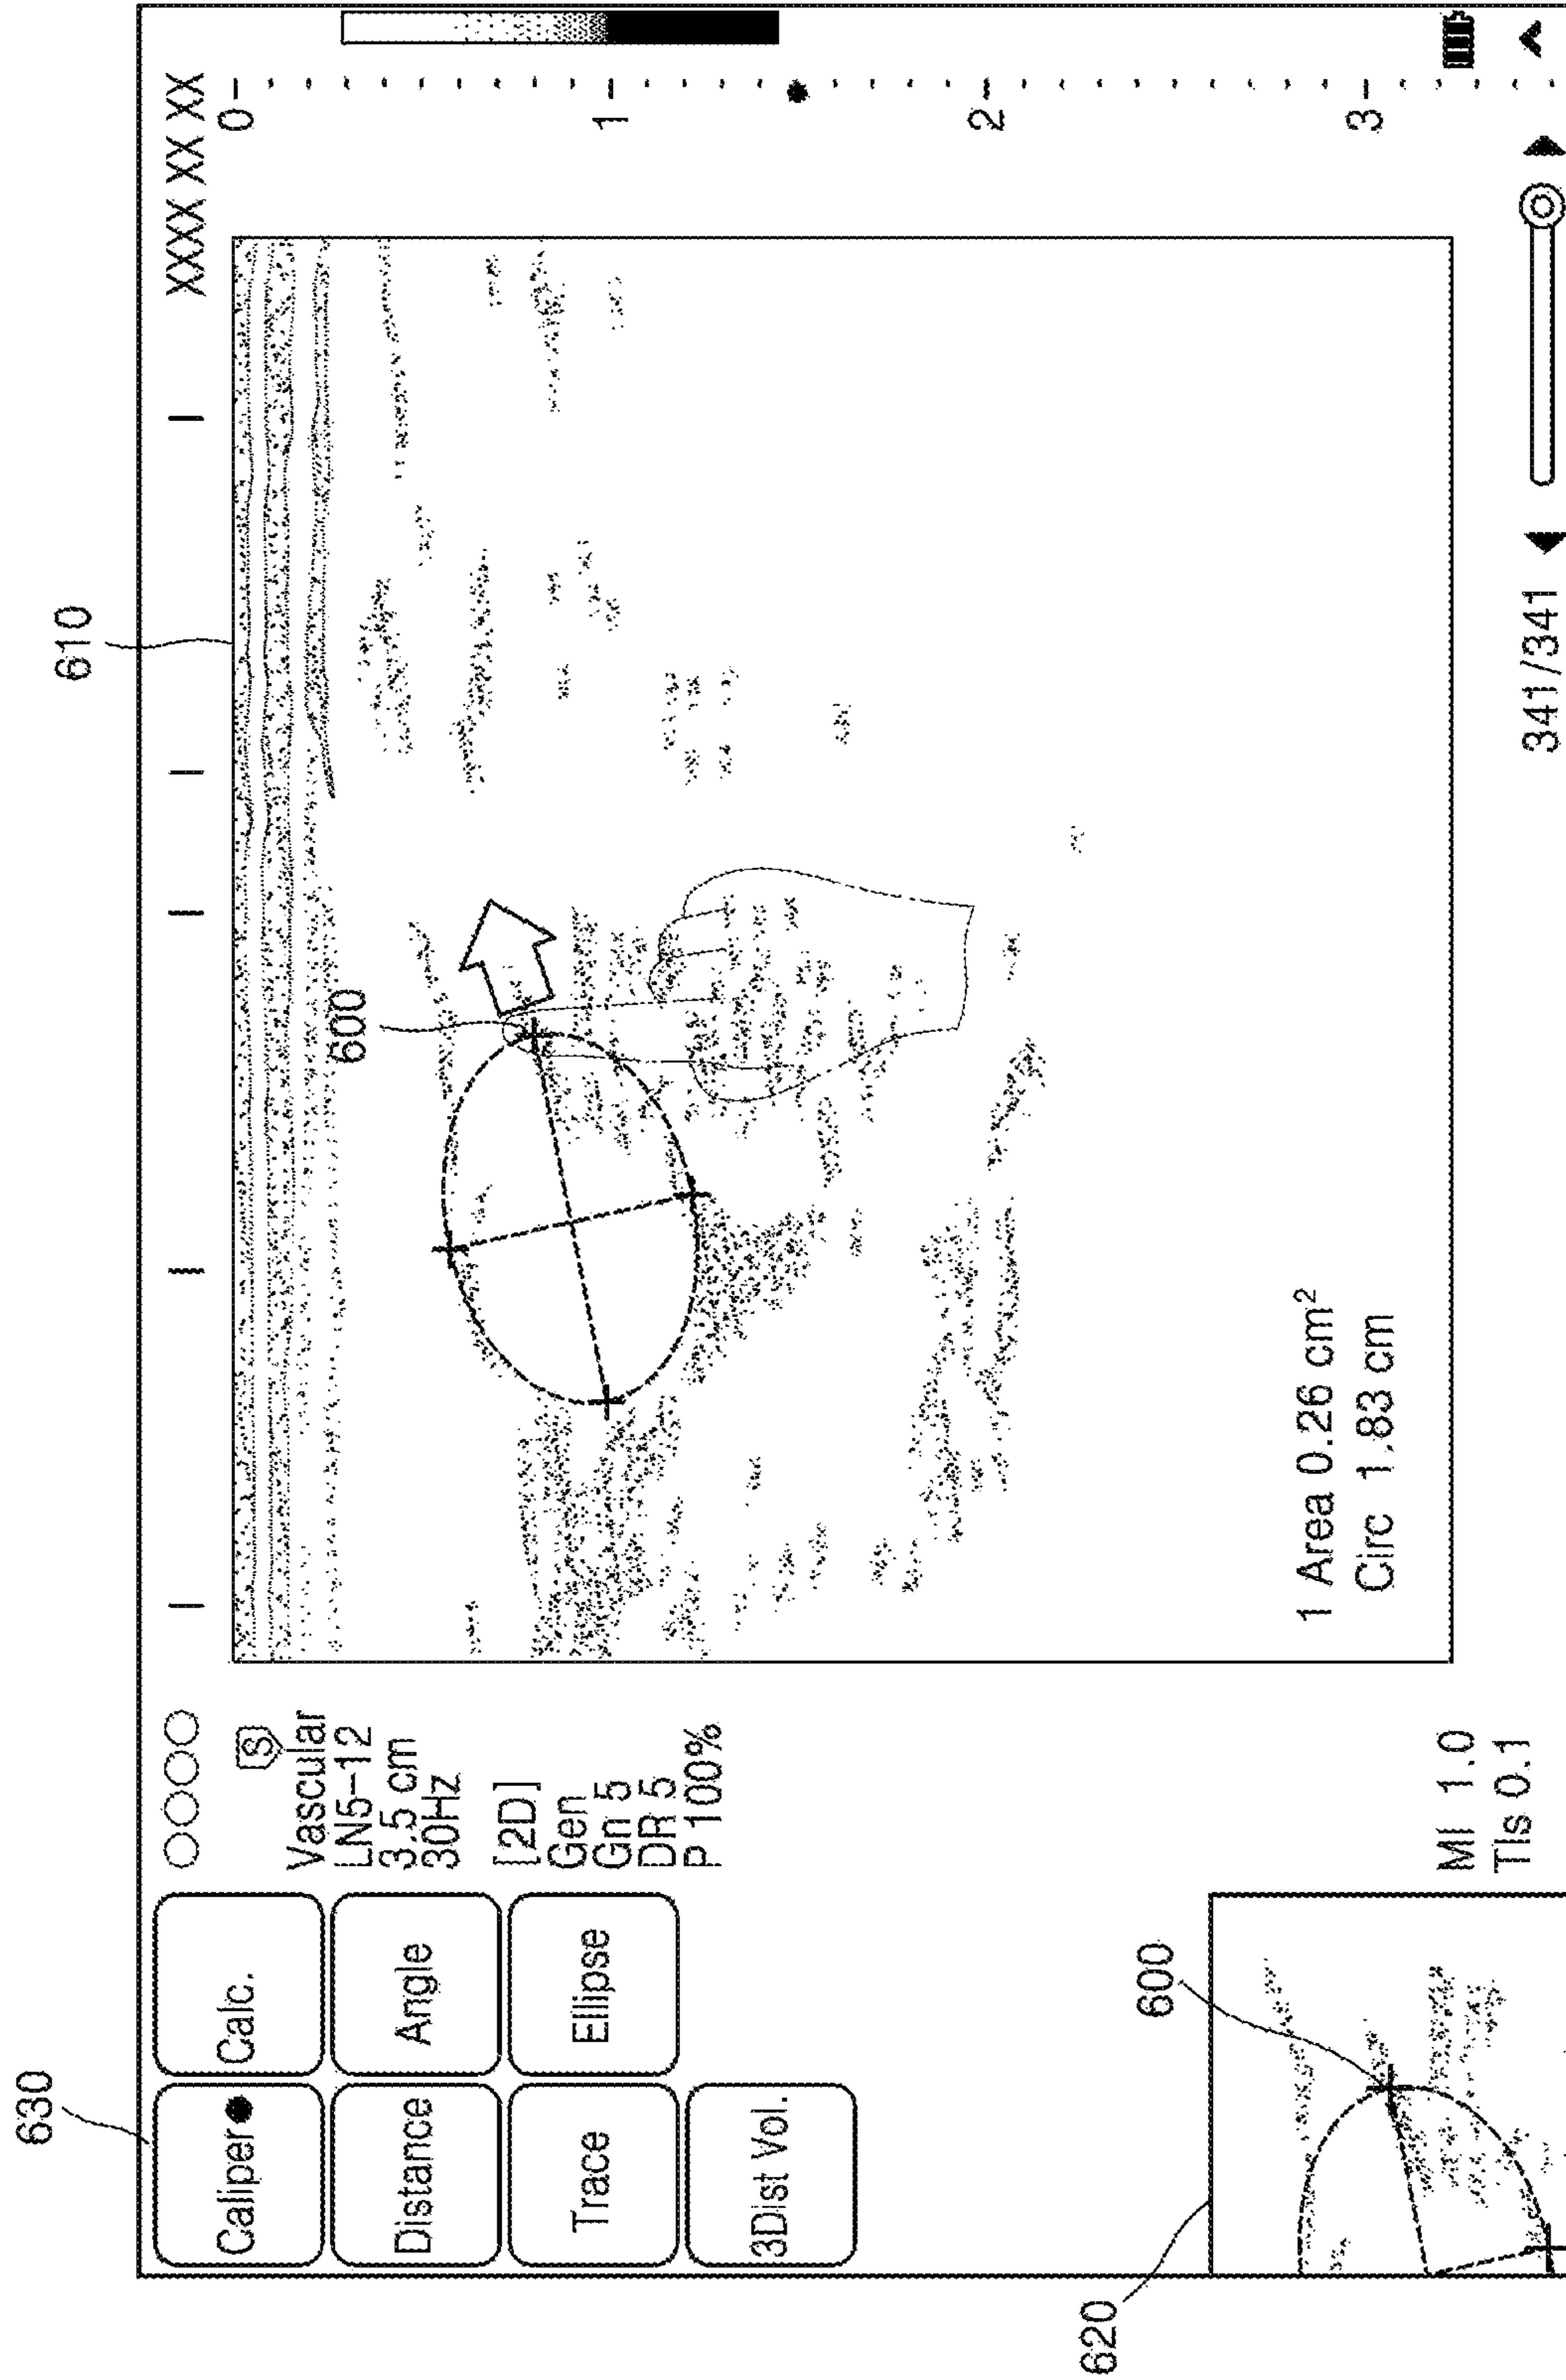 630
610
Caliper
Calc.
Distance
Angle
Trace
Ellipse
3Dist Vol.
S
Vascular
LN5-12
3.5 cm
30Hz
[2D]
Gen
Gn 5
DR 5
P 100%
XXXX XX XX
0
1
2
3
600
1 Area 0.26 cm²
Circ 1.83 cm
620
600
MI 1.0
TIs 0.1
341/341